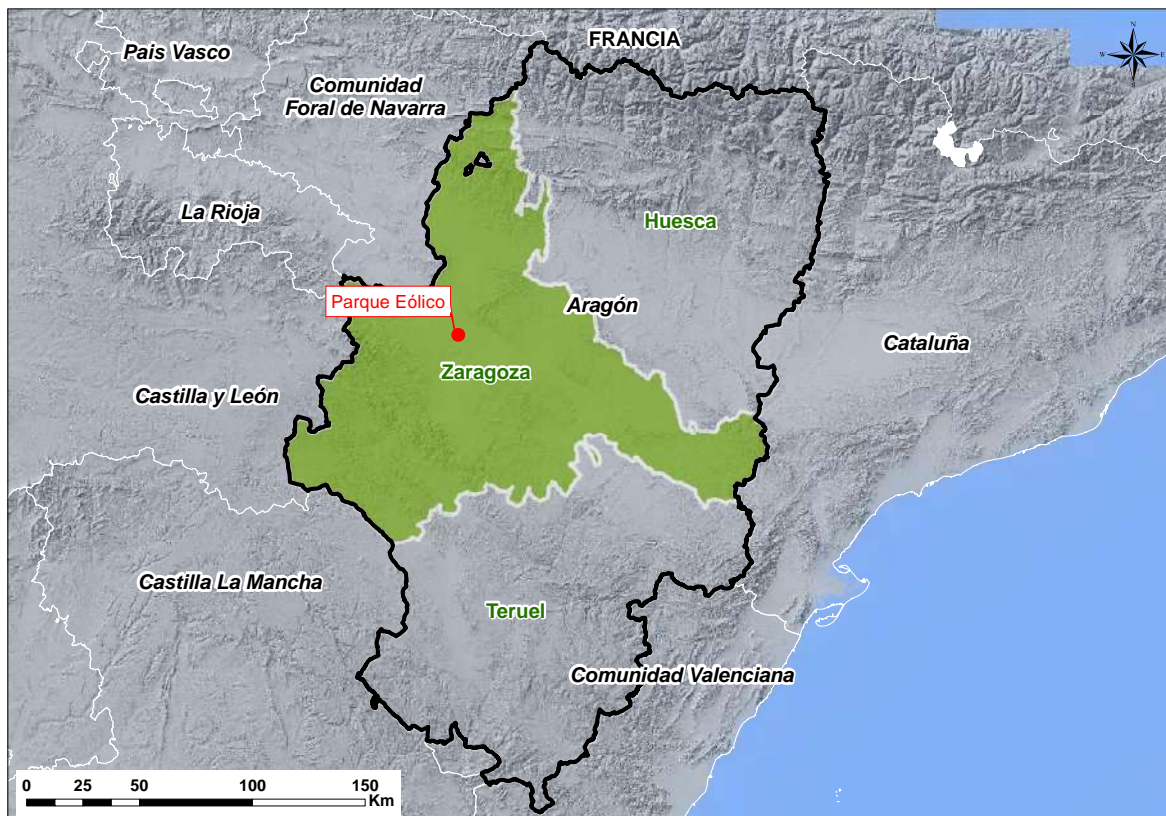 FRANCIA
N
W
E
S
Pais Vasco
Comunidad
Foral de Navarra
La Rioja
Huesca
Parque Eólico
Aragón
Cataluña
Zaragoza
Castilla y León
Castilla La Mancha
Teruel
Comunidad Valenciana
0 25 50 100 150
Km